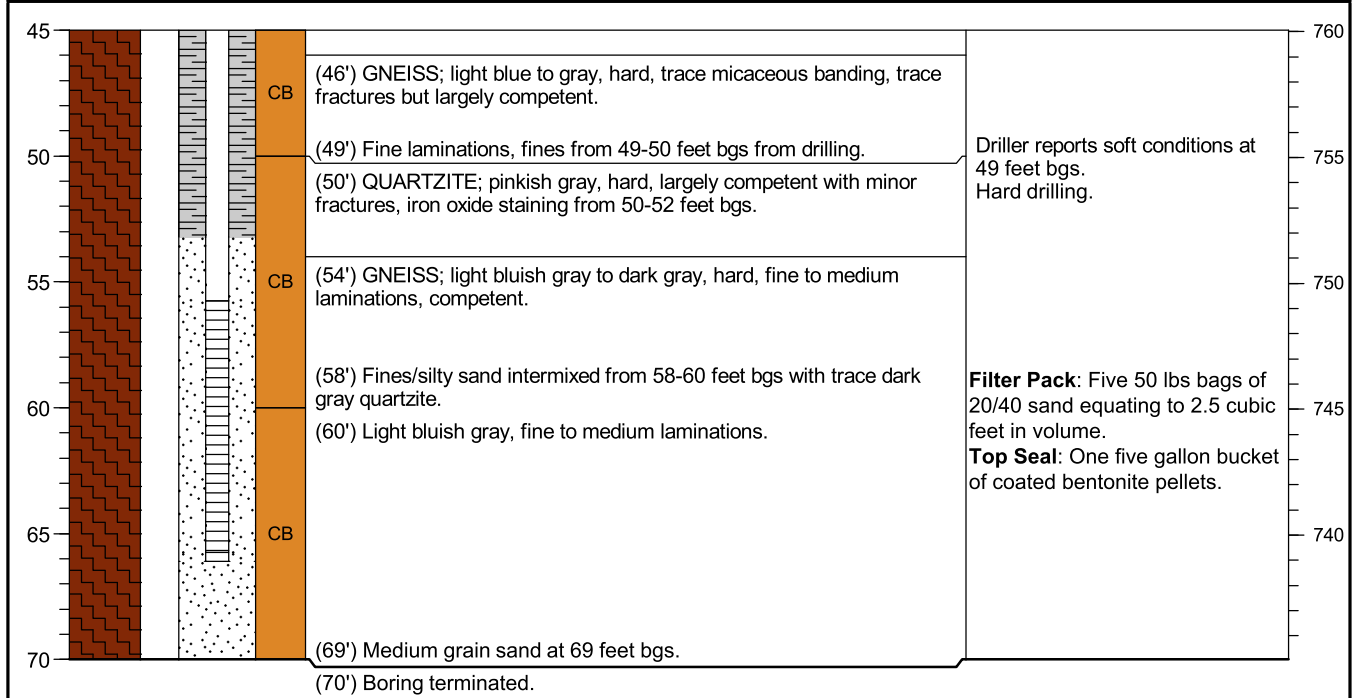 45
760
(46') GNEISS; light blue to gray, hard, trace micaceous banding, trace
fractures but largely competent.
CB
(49') Fine laminations, fines from 49-50 feet bgs from drilling.
50
755
Driller reports soft conditions at
49 feet bgs.
Hard drilling.
(50') QUARTZITE; pinkish gray, hard, largely competent with minor
fractures, iron oxide staining from 50-52 feet bgs.
(54') GNEISS; light bluish gray to dark gray, hard, fine to medium
laminations, competent.
55
CB
750
(58') Fines/silty sand intermixed from 58-60 feet bgs with trace dark
gray quartzite.
60
745
(60') Light bluish gray, fine to medium laminations.
Filter Pack: Five 50 lbs bags of
20/40 sand equating to 2.5 cubic
feet in volume.
Top Seal: One five gallon bucket
of coated bentonite pellets.
65
CB
740
(69') Medium grain sand at 69 feet bgs.
70
(70') Boring terminated.